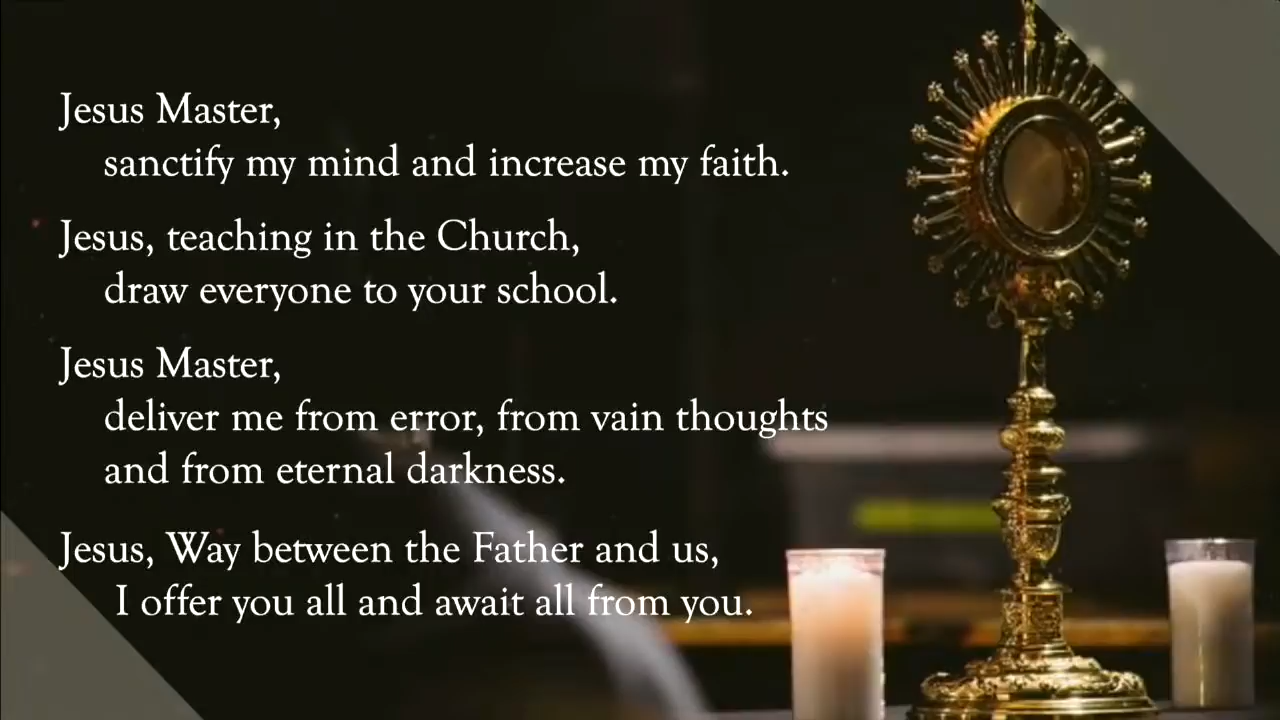 Jesus Master,
sanctify my mind and increase my faith.
Jesus, teaching in the Church,
draw everyone to your school.
Jesus Master,
deliver me from error, from vain thoughts
and from eternal darkness.
Jesus, Way between the Father and us,
I offer you all and await all from you.